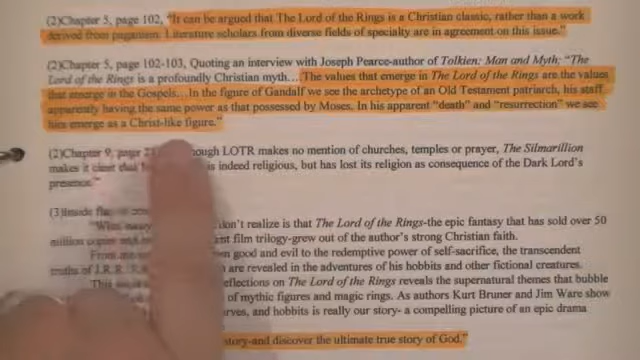 (2)Chapter 5, page 102, "It can be argued that The Lord of the Rings is a Christian classic, rather than a work
derived from paganism. Literature scholars from diverse fields of specialty are in agreement on this issue."
(2)Chapter 5, page 102-103, Quoting an interview with Joseph Pearce-author of Tolkien: Man and Myth: "The
Lord of the Rings is a profoundly Christian myth… The values that emerge in The Lord of the Rings are the values
that emerge in the Gospels…In the figure of Gandalf we see the archetype of an Old Testament patriarch, his staff
apparently having the same power as that possessed by Moses. In his apparent "death" and "resurrection" we see
him emerge as a Christ-like figure."
(2)Chapter 9, page LOTR makes no mention of churches, temples or prayer, The Silmarillion
makes it clear that is indeed religious, but has lost its religion as consequence of the Dark Lord's
presence."
(3)Inside
don't realize is that The Lord of the Rings-the epic fantasy that has sold over 50
million copies film trilogy-grew out of the author's strong Christian faith.
From good and evil to the redemptive power of self-sacrifice, the transcendent
truths of J.R.R. are revealed in the adventures of his hobbits and other fictional creatures.
This reflections on The Lord of the Rings reveals the supernatural themes that bubble
of mythic figures and magic rings. As authors Kurt Bruner and Jim Ware show
and hobbits is really our story- a compelling picture of an epic drama
story-and discover the ultimate true story of God."